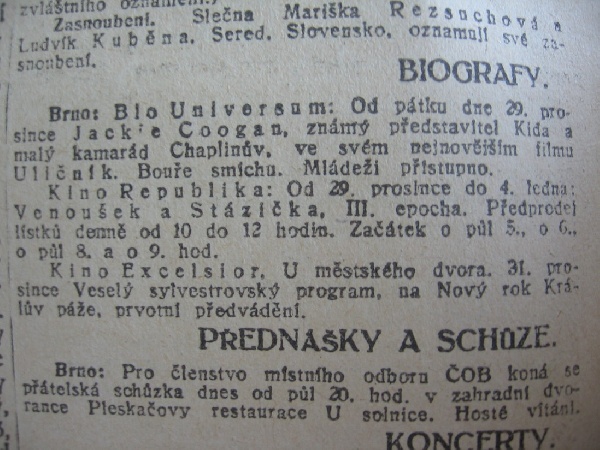 zvláštního oznámení.)
Zasnoubení. Slečna Mariška Rezsuchová a
Ludvík Kuběna, Sereď, Slovensko, oznamují své za-
snoubení.
BIOGRAFY.
Brno: Bio Universum: Od pátku dne 29. pro-
since Jackie Coogan, známý představitel Kida a
malý kamarád Chaplinův, ve svém nejnovějším filmu
Uličník. Bouře smíchu. Mládeži přístupno.
Kino Republika: Od 29. prosince do 4. ledna:
Venoušek a Stázička, III. epocha. Předprodej
lístků denně od 10 do 12 hodin. Začátek o půl 5., o 6.,
o půl 8. a o 9. hod.
Kino Excelsior, U městského dvora. 31. pro-
since Veselý sylvestrovský program, na Nový rok Krá-
lův páže, prvotní předvádění.
PŘEDNÁŠKY A SCHŮZE.
Brno: Pro členstvo místního odboru ČOB koná se
přátelská schůzka dnes od půl 20. hod. v zahradní dvo-
rance Pleskačovy restaurace U solnice. Hosté vítáni.
KONCERTY.